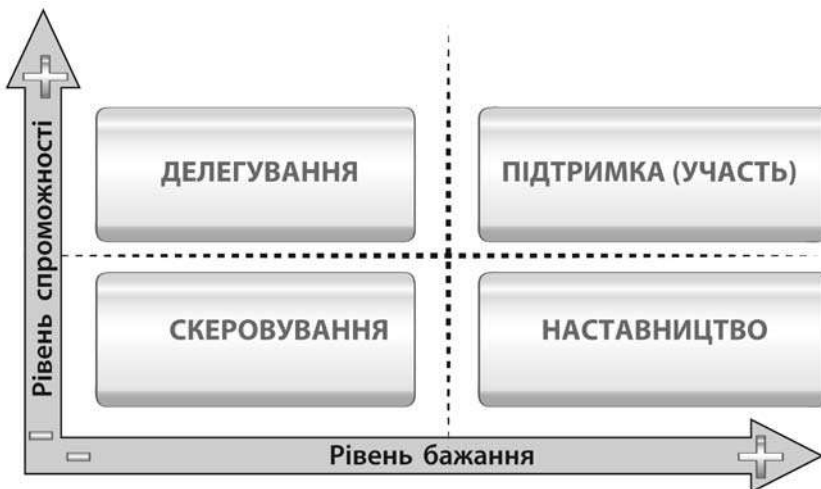 Рівень спроможності
ДЕЛЕГУВАННЯ
ПІДТРИМКА (УЧАСТЬ)
СКЕРОВУВАННЯ
НАСТАВНИЦТВО
Рівень бажання